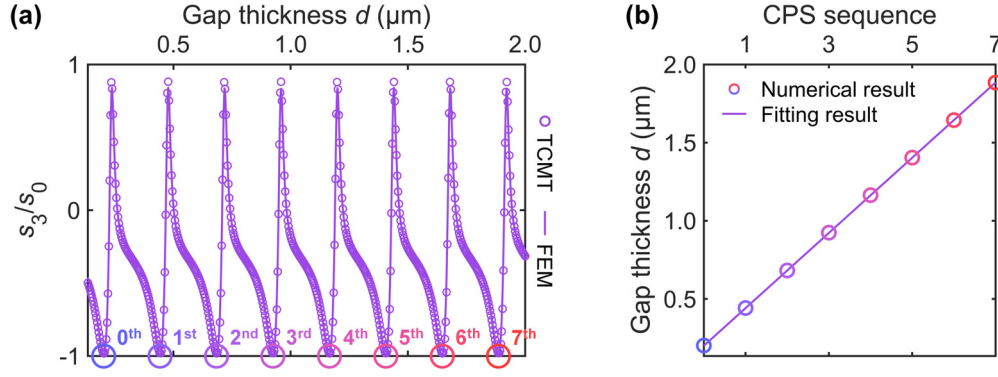 (a)
Gap thickness d (μm)
0.5 1.0 1.5 2.0
1
0
-1
s3/s0
TCMT
FEM
0th 1st 2nd 3rd 4th 5th 6th 7th
(b)
CPS sequence
1 3 5 7
2.0
1.5
1.0
0.5
Gap thickness d (μm)
Numerical result
Fitting result